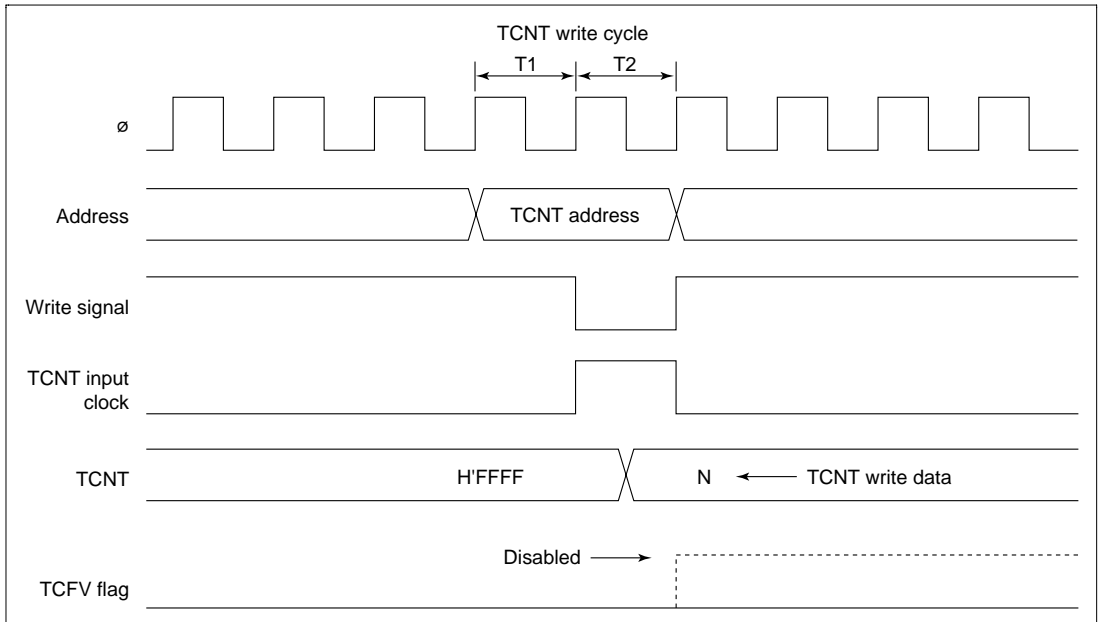 TCNT write cycle
T1 T2
ø
Address TCNT address
Write signal
TCNT input
clock
TCNT H'FFFF N TCNT write data
Disabled
TCFV flag